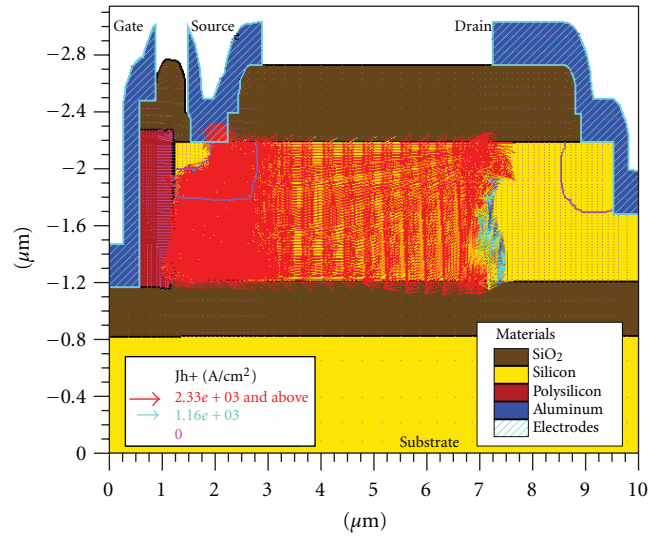 Gate Source Drain
−2.8
−2.4
−2
−1.6
−1.2
−0.8
−0.4
0
(μm)
Materials
SiO2
Silicon
Polysilicon
Aluminum
Electrodes
Jh+ (A/cm²)
2.33e + 03 and above
1.16e + 03
0
Substrate
0 1 2 3 4 5 6 7 8 9 10
(μm)